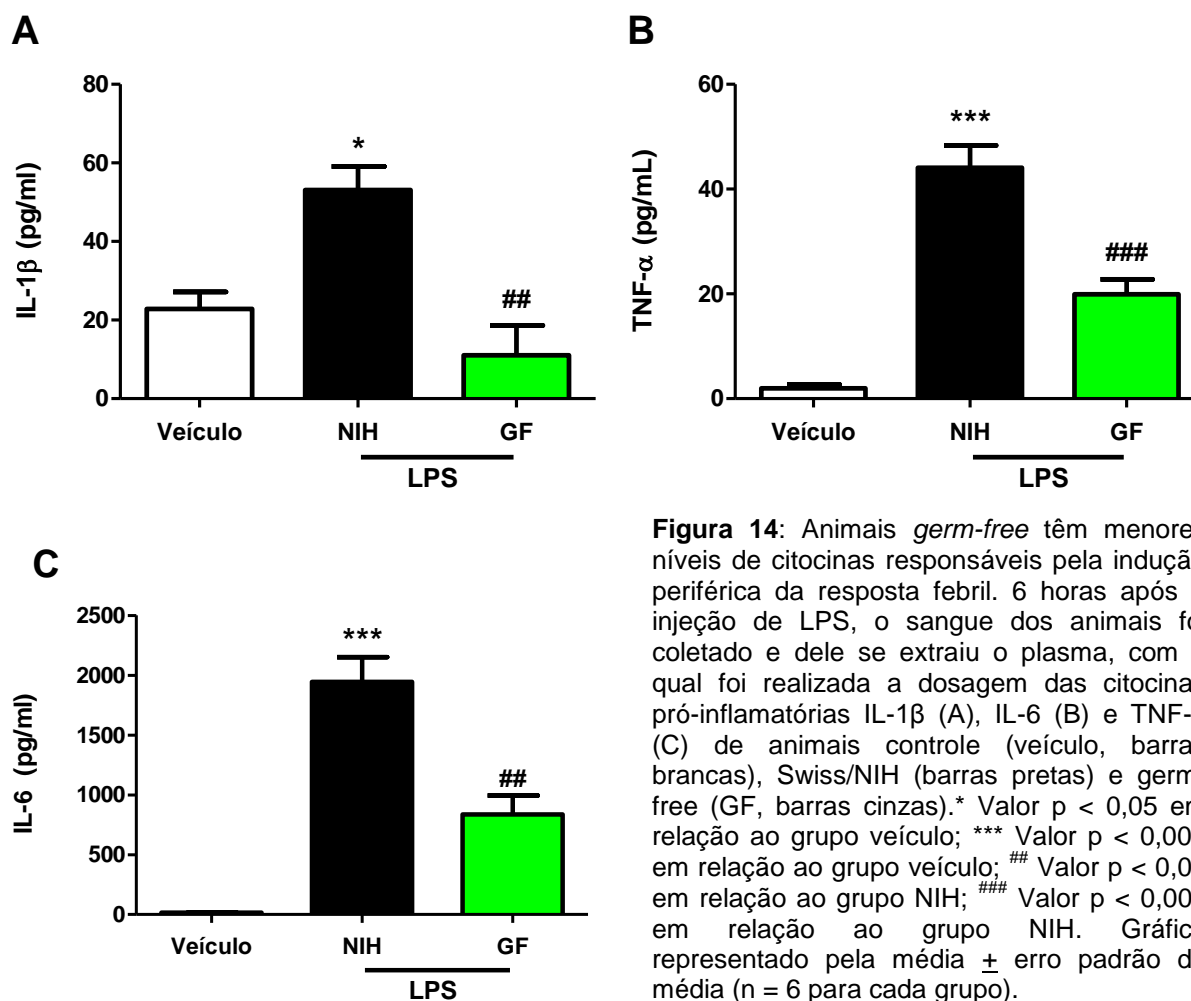 A
80
60
40
20
0
IL-1β (pg/ml)
*
##
Veículo
NIH
GF
LPS
B
60
40
20
0
TNF-α (pg/mL)
***
###
Veículo
NIH
GF
LPS
C
2500
2000
1500
1000
500
0
IL-6 (pg/ml)
***
##
Veículo
NIH
GF
LPS
Figura 14: Animais germ-free têm menore
níveis de citocinas responsáveis pela induçã
periférica da resposta febril. 6 horas após
injeção de LPS, o sangue dos animais fo
coletado e dele se extraiu o plasma, com
qual foi realizada a dosagem das citocina
pró-inflamatórias IL-1β (A), IL-6 (B) e TNF-
(C) de animais controle (veículo, barra
brancas), Swiss/NIH (barras pretas) e germ
free (GF, barras cinzas).* Valor p < 0,05 e
relação ao grupo veículo; *** Valor p < 0,00
em relação ao grupo veículo; ## Valor p < 0,0
em relação ao grupo NIH; ### Valor p < 0,00
em relação ao grupo NIH. Gráfic
representado pela média ± erro padrão d
média (n = 6 para cada grupo).